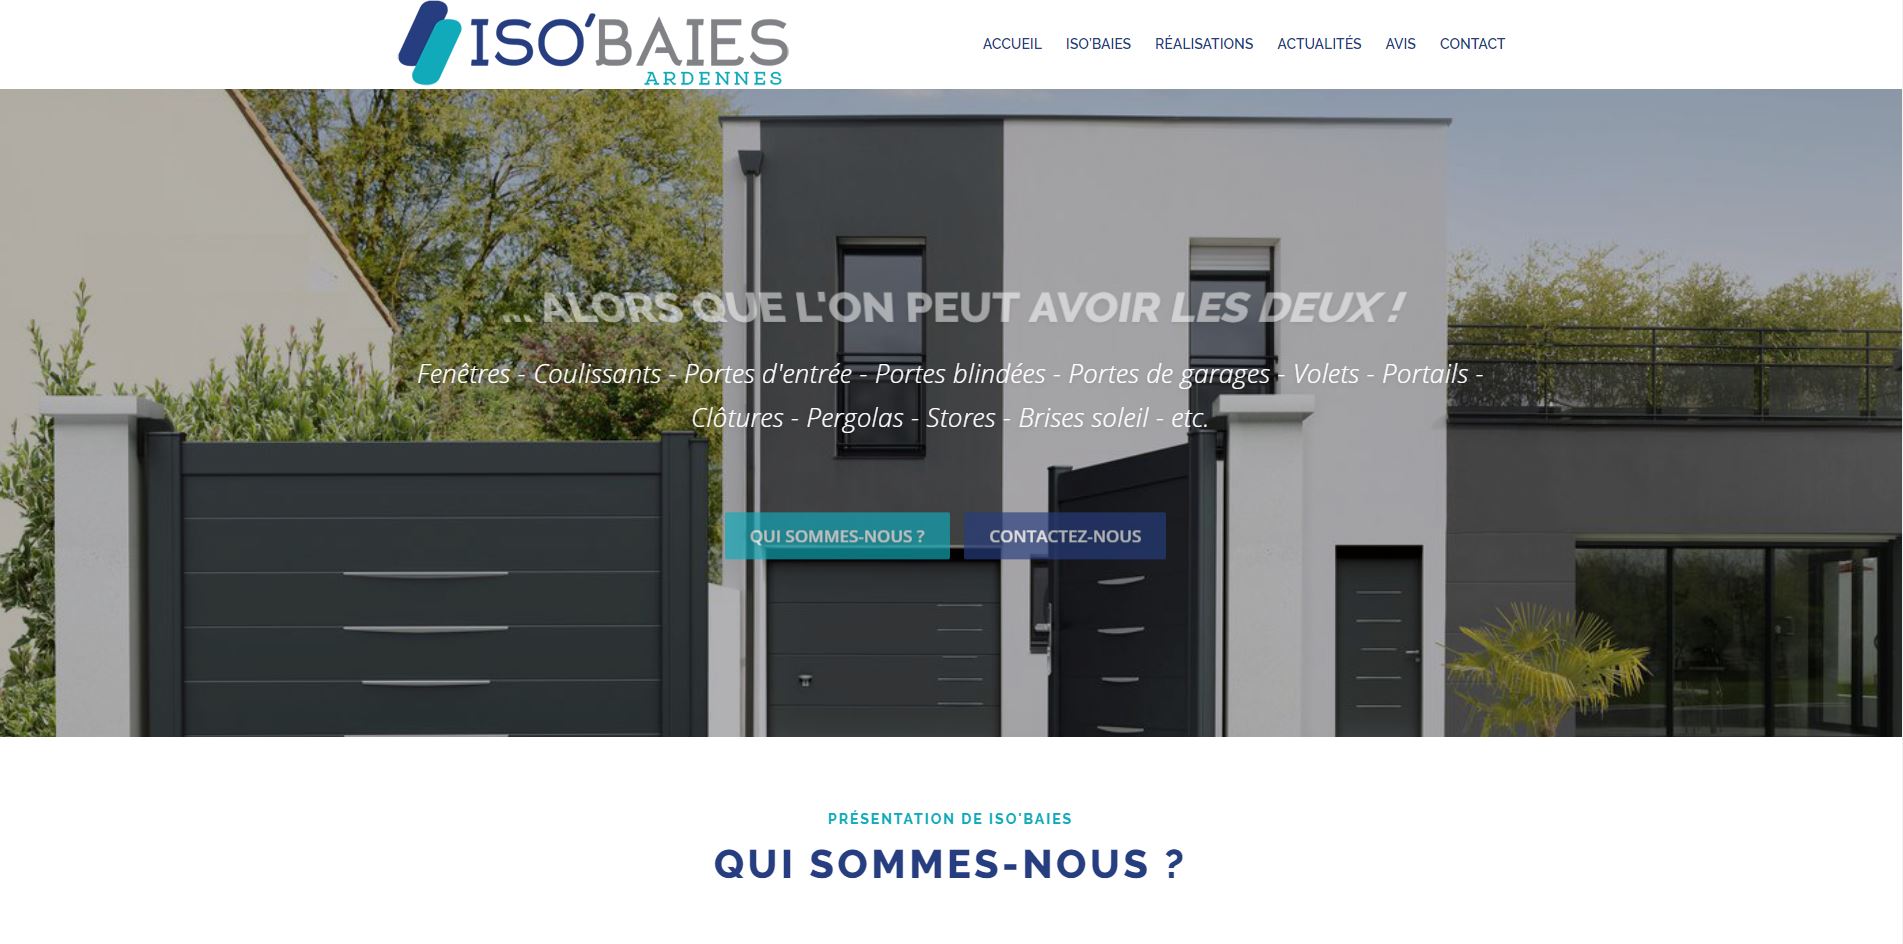 ISO'BAIES
ARDENNES
ACCUEIL ISO'BAIES RÉALISATIONS ACTUALITÉS AVIS CONTACT
... ALORS QUE L'ON PEUT AVOIR LES DEUX !
Fenêtres - Coulissants - Portes d'entrée - Portes blindées - Portes de garages - Volets - Portails -
Clôtures - Pergolas - Stores - Brises soleil - etc.
QUI SOMMES-NOUS ? CONTACTEZ-NOUS
PRÉSENTATION DE ISO'BAIES
QUI SOMMES-NOUS ?